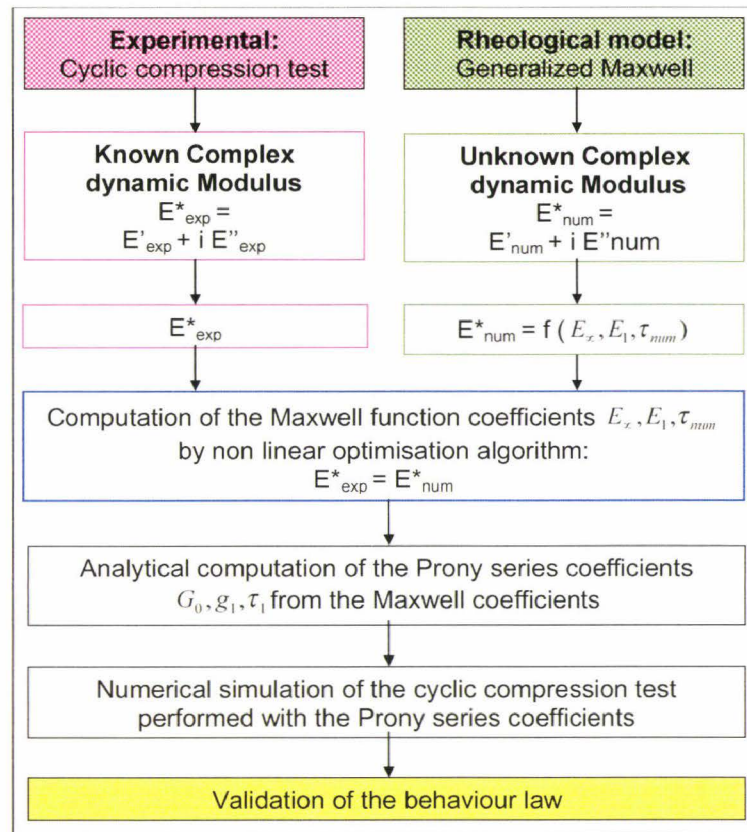 Experimental:
Cyclic compression test
Rheological model:
Generalized Maxwell
Known Complex
dynamic Modulus
E*exp =
E'exp + i E"exp
Unknown Complex
dynamic Modulus
E*num =
E'num + i E"num
E*exp
E*num = f ( E∞, E1, τnum)
Computation of the Maxwell function coefficients E∞, E1, τnum
by non linear optimisation algorithm:
E*exp = E*num
Analytical computation of the Prony series coefficients
G0, g1, τ1 from the Maxwell coefficients
Numerical simulation of the cyclic compression test
performed with the Prony series coefficients
Validation of the behaviour law